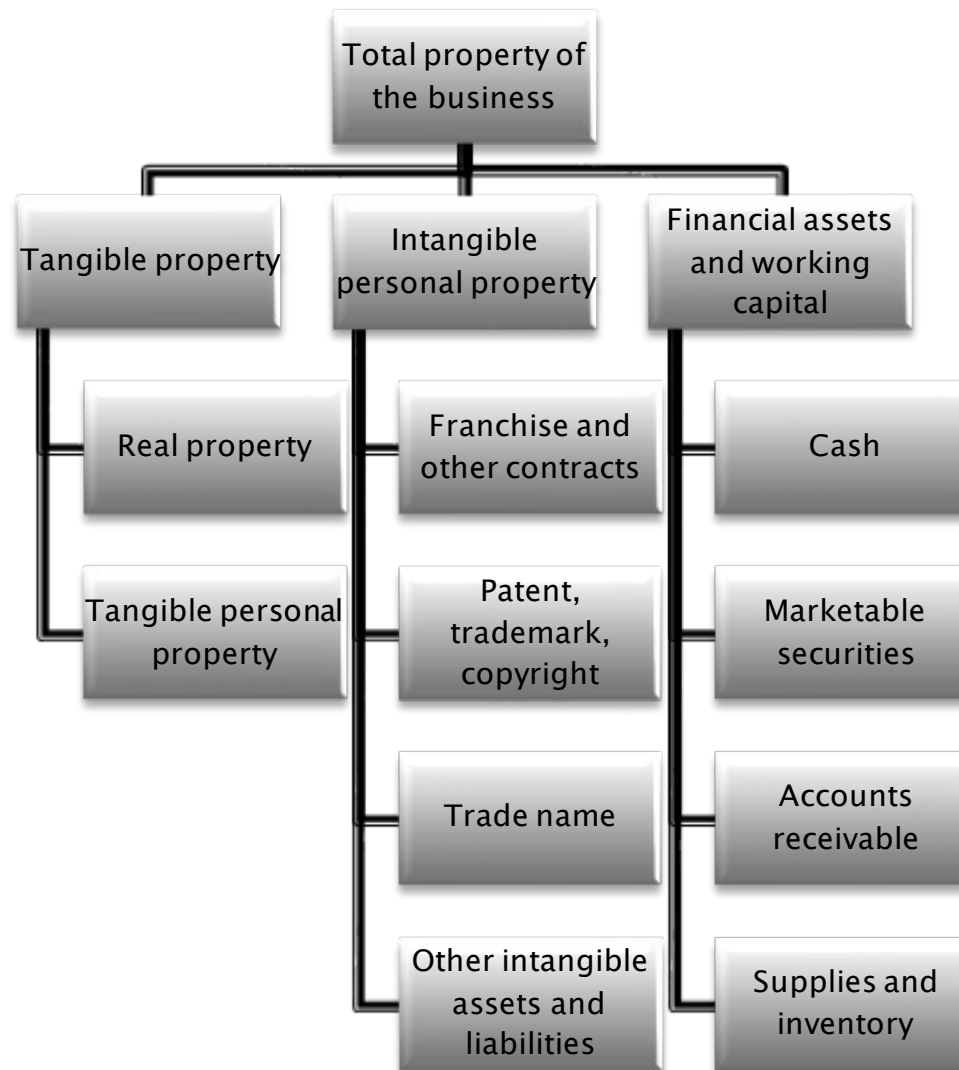 Total property of
the business
Tangible property
Intangible
personal property
Financial assets
and working
capital
Real property
Tangible personal
property
Franchise and
other contracts
Patent,
trademark,
copyright
Trade name
Other intangible
assets and
liabilities
Cash
Marketable
securities
Accounts
receivable
Supplies and
inventory